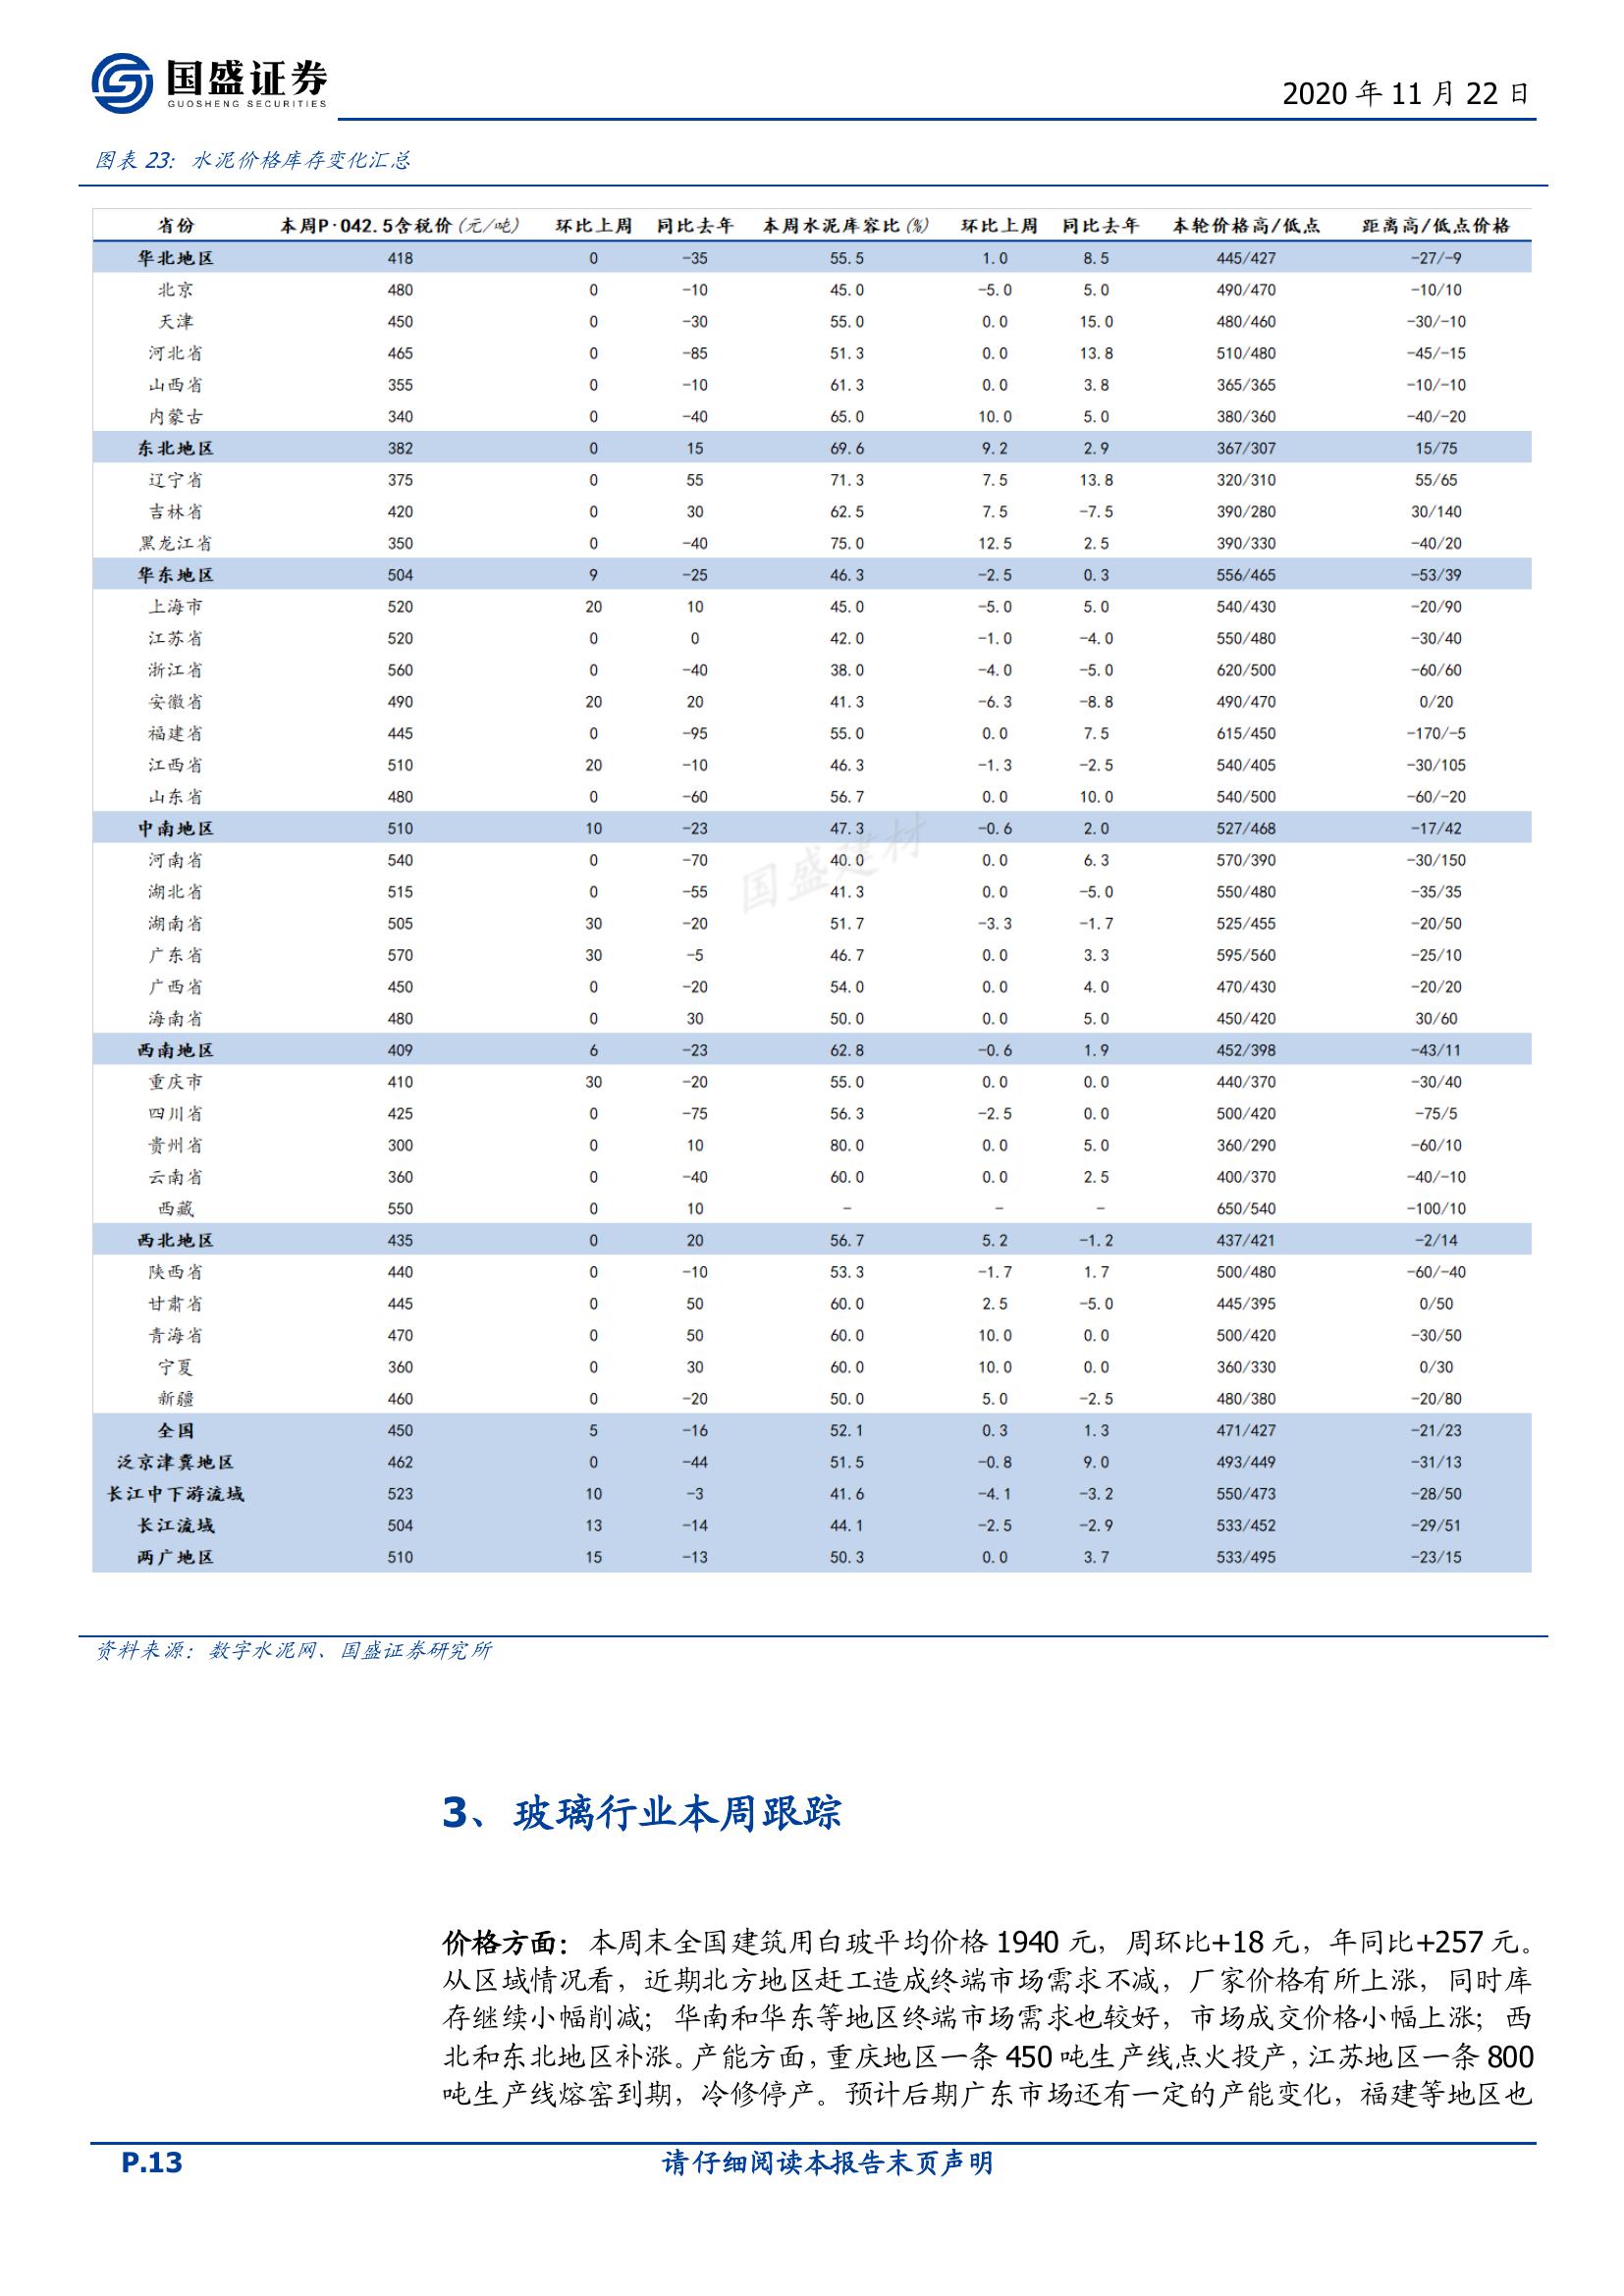 国盛证券
GUOSHENG SECURITIES
2020 年 11 月 22 日
图表 23: 水泥价格库存变化汇总
省份 本周P·042.5含税价(元/吨) 环比上周 同比去年 本周水泥库容比(%) 环比上周 同比去年 本轮价格高/低点 距离高/低点价格
华北地区 418 0 -35 55.5 1.0 8.5 445/427 -27/-9
北京 480 0 -10 45.0 -5.0 5.0 490/470 -10/10
天津 450 0 -30 55.0 0.0 15.0 480/460 -30/-10
河北省 465 0 -85 51.3 0.0 13.8 510/480 -45/-15
山西省 355 0 -10 61.3 0.0 3.8 365/365 -10/-10
内蒙古 340 0 -40 65.0 10.0 5.0 380/360 -40/-20
东北地区 382 0 15 69.6 9.2 2.9 367/307 15/75
辽宁省 375 0 55 71.3 7.5 13.8 320/310 55/65
吉林省 420 0 30 62.5 7.5 -7.5 390/280 30/140
黑龙江省 350 0 -40 75.0 12.5 2.5 390/330 -40/20
华东地区 504 9 -25 46.3 -2.5 0.3 556/465 -53/39
上海市 520 20 10 45.0 -5.0 5.0 540/430 -20/90
江苏省 520 0 0 42.0 -1.0 -4.0 550/480 -30/40
浙江省 560 0 -40 38.0 -4.0 -5.0 620/500 -60/60
安徽省 490 20 20 41.3 -6.3 -8.8 490/470 0/20
福建省 445 0 -95 55.0 0.0 7.5 615/450 -170/-5
江西省 510 20 -10 46.3 -1.3 -2.5 540/405 -30/105
山东省 480 0 -60 56.7 0.0 10.0 540/500 -60/-20
中南地区 510 10 -23 47.3 -0.6 2.0 527/468 -17/42
河南省 540 0 -70 40.0 0.0 6.3 570/390 -30/150
湖北省 515 0 -55 41.3 0.0 -5.0 550/480 -35/35
湖南省 505 30 -20 51.7 -3.3 -1.7 525/455 -20/50
广东省 570 30 -5 46.7 0.0 3.3 595/560 -25/10
广西省 450 0 -20 54.0 0.0 4.0 470/430 -20/20
海南省 480 0 30 50.0 0.0 5.0 450/420 30/60
西南地区 409 6 -23 62.8 -0.6 1.9 452/398 -43/11
重庆市 410 30 -20 55.0 0.0 0.0 440/370 -30/40
四川省 425 0 -75 56.3 -2.5 0.0 500/420 -75/5
贵州省 300 0 10 80.0 0.0 5.0 360/290 -60/10
云南省 360 0 -40 60.0 0.0 2.5 400/370 -40/-10
西藏 550 0 10 - - - 650/540 -100/10
西北地区 435 0 20 56.7 5.2 -1.2 437/421 -2/14
陕西省 440 0 -10 53.3 -1.7 1.7 500/480 -60/-40
甘肃省 445 0 50 60.0 2.5 -5.0 445/395 0/50
青海省 470 0 50 60.0 10.0 0.0 500/420 -30/50
宁夏 360 0 30 60.0 10.0 0.0 360/330 0/30
新疆 460 0 -20 50.0 5.0 -2.5 480/380 -20/80
全国 450 5 -16 52.1 0.3 1.3 471/427 -21/23
泛京津冀地区 462 0 -44 51.5 -0.8 9.0 493/449 -31/13
长江中下游流域 523 10 -3 41.6 -4.1 -3.2 550/473 -28/50
长江流域 504 13 -14 44.1 -2.5 -2.9 533/452 -29/51
两广地区 510 15 -13 50.3 0.0 3.7 533/495 -23/15
国盛建材
资料来源：数字水泥网、国盛证券研究所
3、玻璃行业本周跟踪
价格方面：本周末全国建筑用白玻平均价格 1940 元，周环比+18 元，年同比+257 元。
从区域情况看，近期北方地区赶工造成终端市场需求不减，厂家价格有所上涨，同时库
存继续小幅削减；华南和华东等地区终端市场需求也较好，市场成交价格小幅上涨；西
北和东北地区补涨。产能方面，重庆地区一条 450 吨生产线点火投产，江苏地区一条 800
吨生产线熔窑到期，冷修停产。预计后期广东市场还有一定的产能变化，福建等地区也
P.13
请仔细阅读本报告末页声明